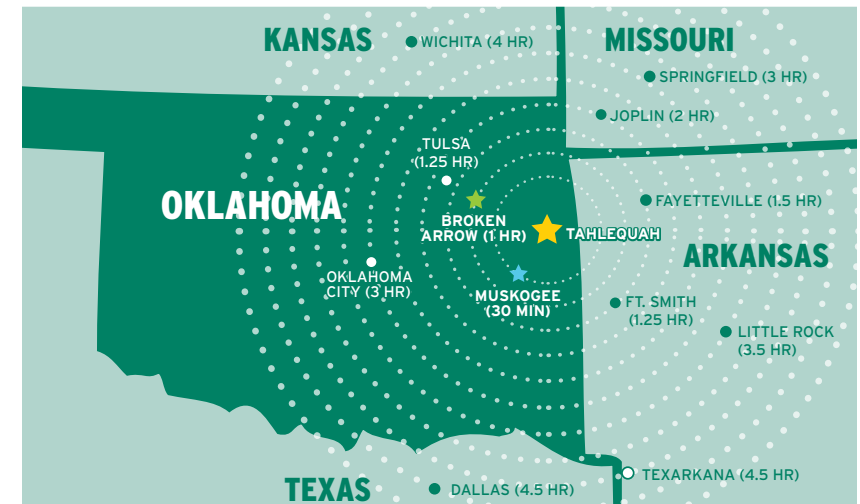 KANSAS
WICHITA (4 HR)
MISSOURI
SPRINGFIELD (3 HR)
JOPLIN (2 HR)
TULSA
(1.25 HR)
OKLAHOMA
BROKEN
ARROW (1 HR)
TAHLEQUAH
FAYETTEVILLE (1.5 HR)
ARKANSAS
OKLAHOMA
CITY (3 HR)
MUSKOGEE
(30 MIN)
FT. SMITH
(1.25 HR)
LITTLE ROCK
(3.5 HR)
TEXAS
DALLAS (4.5 HR)
TEXARKANA (4.5 HR)